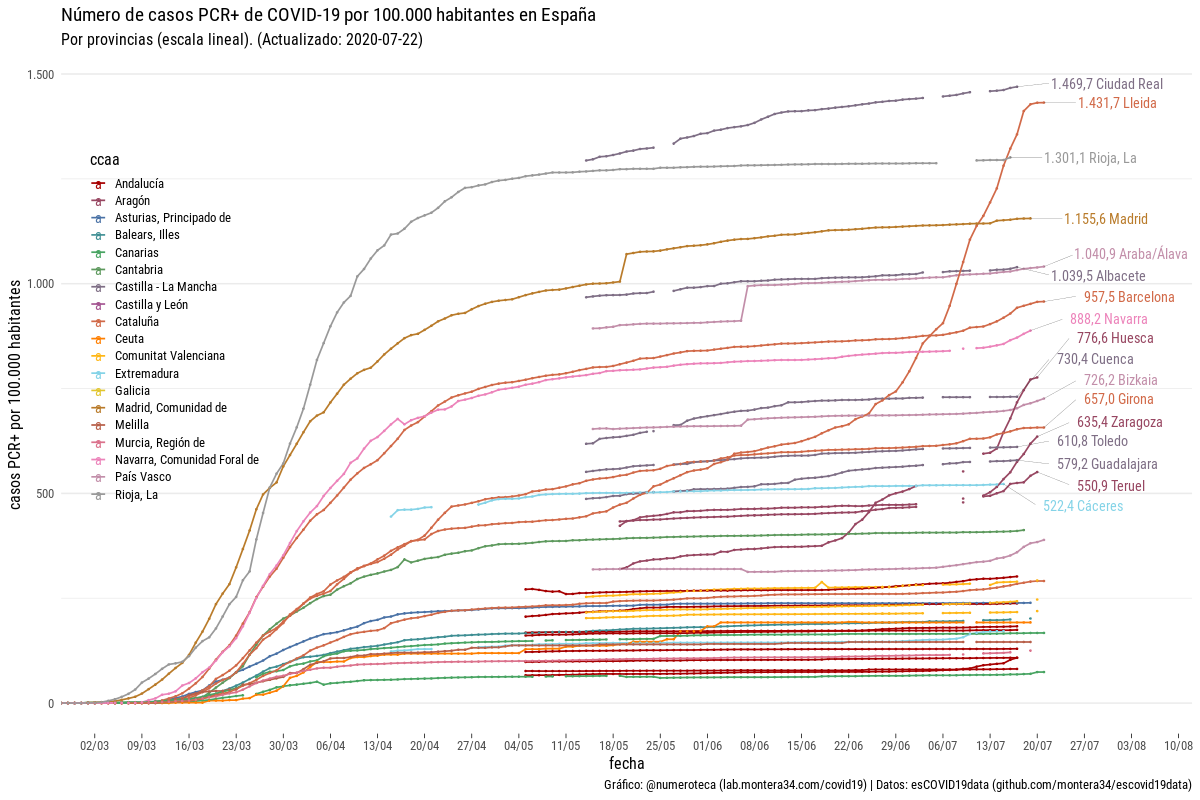 Número de casos PCR+ de COVID-19 por 100.000 habitantes en España
Por provincias (escala lineal). (Actualizado: 2020-07-22)
casos PCR+ por 100.000 habitantes
1.500
1.000
500
0
ccaa
a Andalucía
a Aragón
a Asturias, Principado de
a Balears, Illes
a Canarias
a Cantabria
a Castilla - La Mancha
a Castilla y León
a Cataluña
a Ceuta
a Comunitat Valenciana
a Extremadura
a Galicia
a Madrid, Comunidad de
a Melilla
a Murcia, Región de
a Navarra, Comunidad Foral de
a País Vasco
a Rioja, La
1.469,7 Ciudad Real
1.431,7 Lleida
1.301,1 Rioja, La
1.155,6 Madrid
1.040,9 Araba/Álava
1.039,5 Albacete
957,5 Barcelona
888,2 Navarra
776,6 Huesca
730,4 Cuenca
726,2 Bizkaia
657,0 Girona
635,4 Zaragoza
610,8 Toledo
579,2 Guadalajara
550,9 Teruel
522,4 Cáceres
02/03 09/03 16/03 23/03 30/03 06/04 13/04 20/04 27/04 04/05 11/05 18/05 25/05 01/06 08/06 15/06 22/06 29/06 06/07 13/07 20/07 27/07 03/08 10/08
fecha
Gráfico: @numeroteca (lab.montera34.com/covid19) | Datos: esCOVID19data (github.com/montera34/escovid19data)